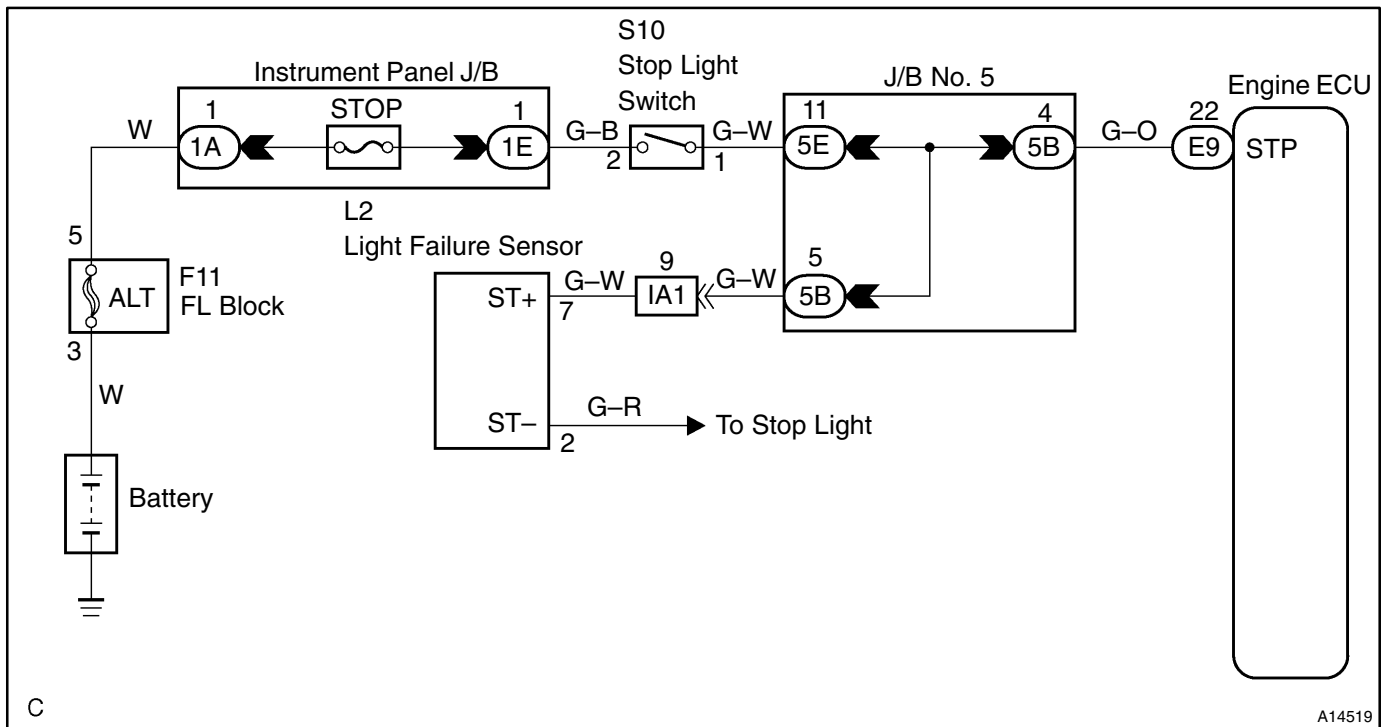 S10
Stop Light
Switch
Instrument Panel J/B
J/B No. 5
Engine ECU
1
STOP
1
11
4
22
W
1A
1E
G–B
G–W
5E
5B
G–O
E9
STP
2
1
L2
Light Failure Sensor
5
ALT
F11
FL Block
3
ST+
G–W
7
9
IA1
G–W
5
5B
W
ST–
G–R
2
To Stop Light
Battery
C
A14519